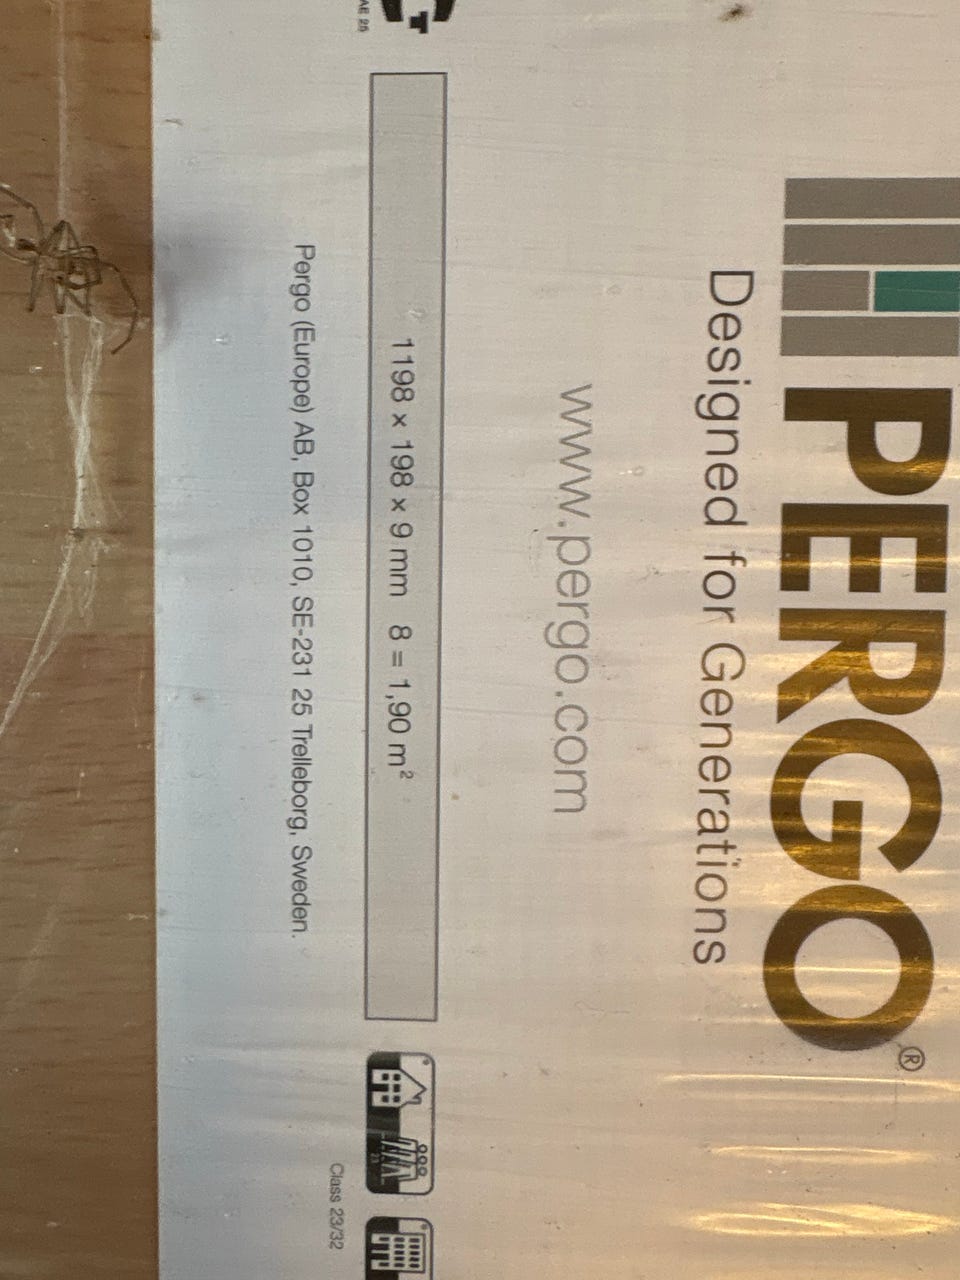 PERGO®
Designed for Generations
www.pergo.com
1198 x 198 x 9 mm 8 = 1,90 m²
Pergo (Europe) AB, Box 1010, SE-231 25 Trelleborg, Sweden.
Class 23/32